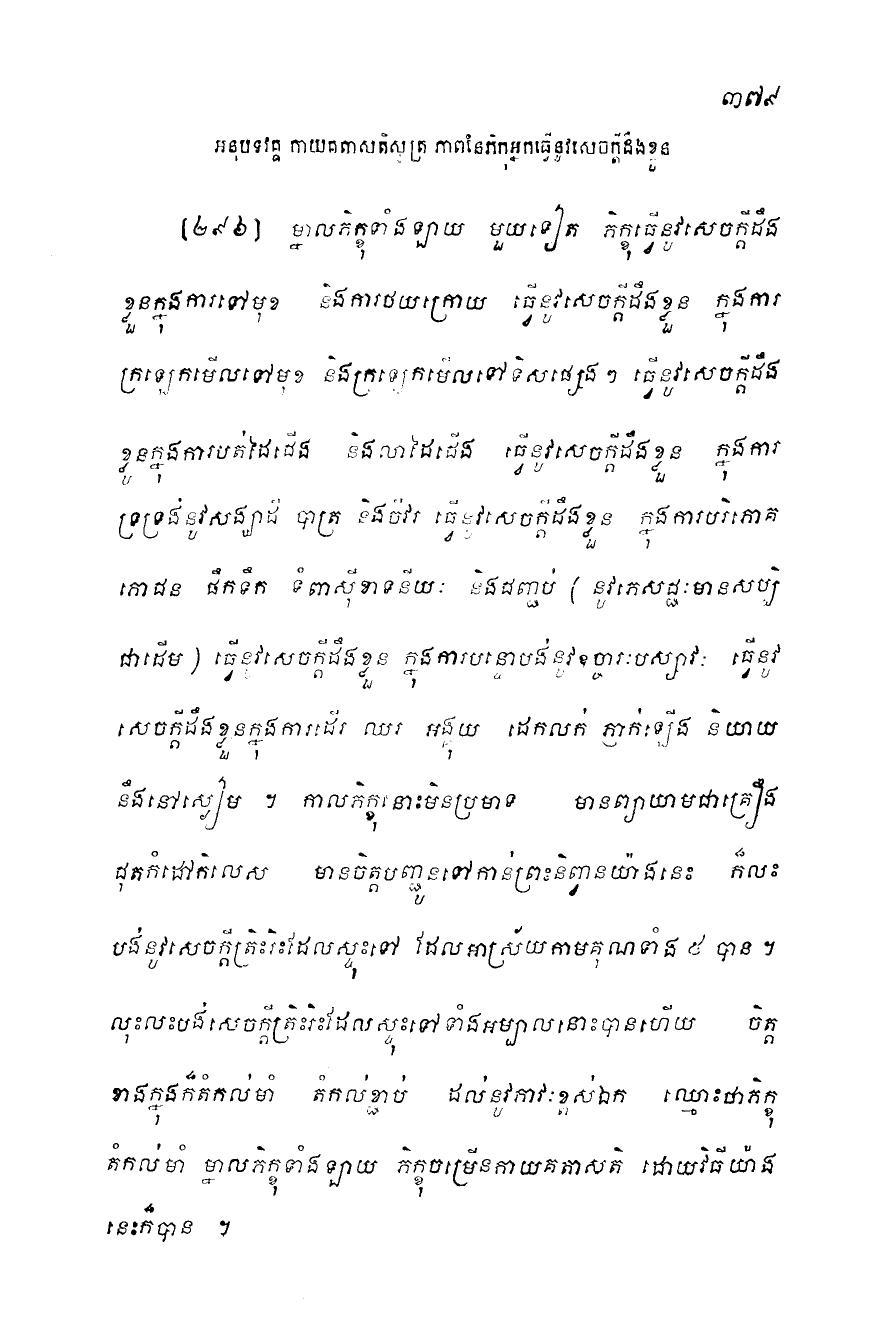 ៣៧៩
អនុបទវគ្គ កាយគតាសតិសូត្រ ភាពនៃភិក្ខុអ្នកធ្វើនូវសេចក្តីដឹងខ្លួន
[២៩៦] ម្នាលភិក្ខុទាំងឡាយ មួយទៀត ភិក្ខុធ្វើនូវសេចក្តីដឹង
ខ្លួនក្នុងការទៅមុខ និងការថយក្រោយ ធ្វើនូវសេចក្តីដឹងខ្លួន ក្នុងការ
ក្រឡេកមើលទៅមុខ និងក្រឡេកមើលទៅទិសផ្សេងៗ ធ្វើនូវសេចក្តីដឹង
ខ្លួនក្នុងការបត់ដៃជើង និងលាដៃជើង ធ្វើនូវសេចក្តីដឹងខ្លួន ក្នុងការ
ទ្រទ្រង់នូវសង្ឃាដី បាត្រ និងចីវរ ធ្វើនូវសេចក្តីដឹងខ្លួន ក្នុងការបរិភោគ
ភោជន ផឹកទឹក ទំពាស៊ីខាទនីយៈ និងជញ្ជាប់ (នូវភេសជ្ជៈមានសប្បិ
ជាដើម) ធ្វើនូវសេចក្តីដឹងខ្លួន ក្នុងការបន្ទោបង់នូវឧច្ចារៈបស្សាវៈ ធ្វើនូវ
សេចក្តីដឹងខ្លួនក្នុងការដើរ ឈរ អង្គុយ ដេកលក់ ភ្ញាក់ឡើង និយាយ
នឹងនៅស្ងៀម ។ កាលភិក្ខុនោះមិនប្រមាទ មានព្យាយាមជាគ្រឿង
ដុតកំដៅកិលេស មានចិត្តបញ្ជូនទៅកាន់ព្រះនិព្វានយ៉ាងនេះ ក៏លះ
បង់នូវសេចក្តីត្រិះរិះដែលស្ទុះទៅ ដែលអាស្រ័យកាមគុណទាំង ៥ បាន ។
លុះលះបង់សេចក្តីត្រិះរិះដែលស្ទុះទៅទាំងអម្បាលនោះបានហើយ ចិត្ត
ខាងក្នុងក៏តំកល់មាំ តំកល់ខ្ជាប់ ដល់នូវភាវៈខ្ពស់ឯក ឈ្មោះថាភិក្ខុ
តំកល់មាំ ម្នាលភិក្ខុទាំងឡាយ ភិក្ខុចម្រើនកាយគតាសតិ ដោយវិធីយ៉ាង
នេះក៏បាន ។